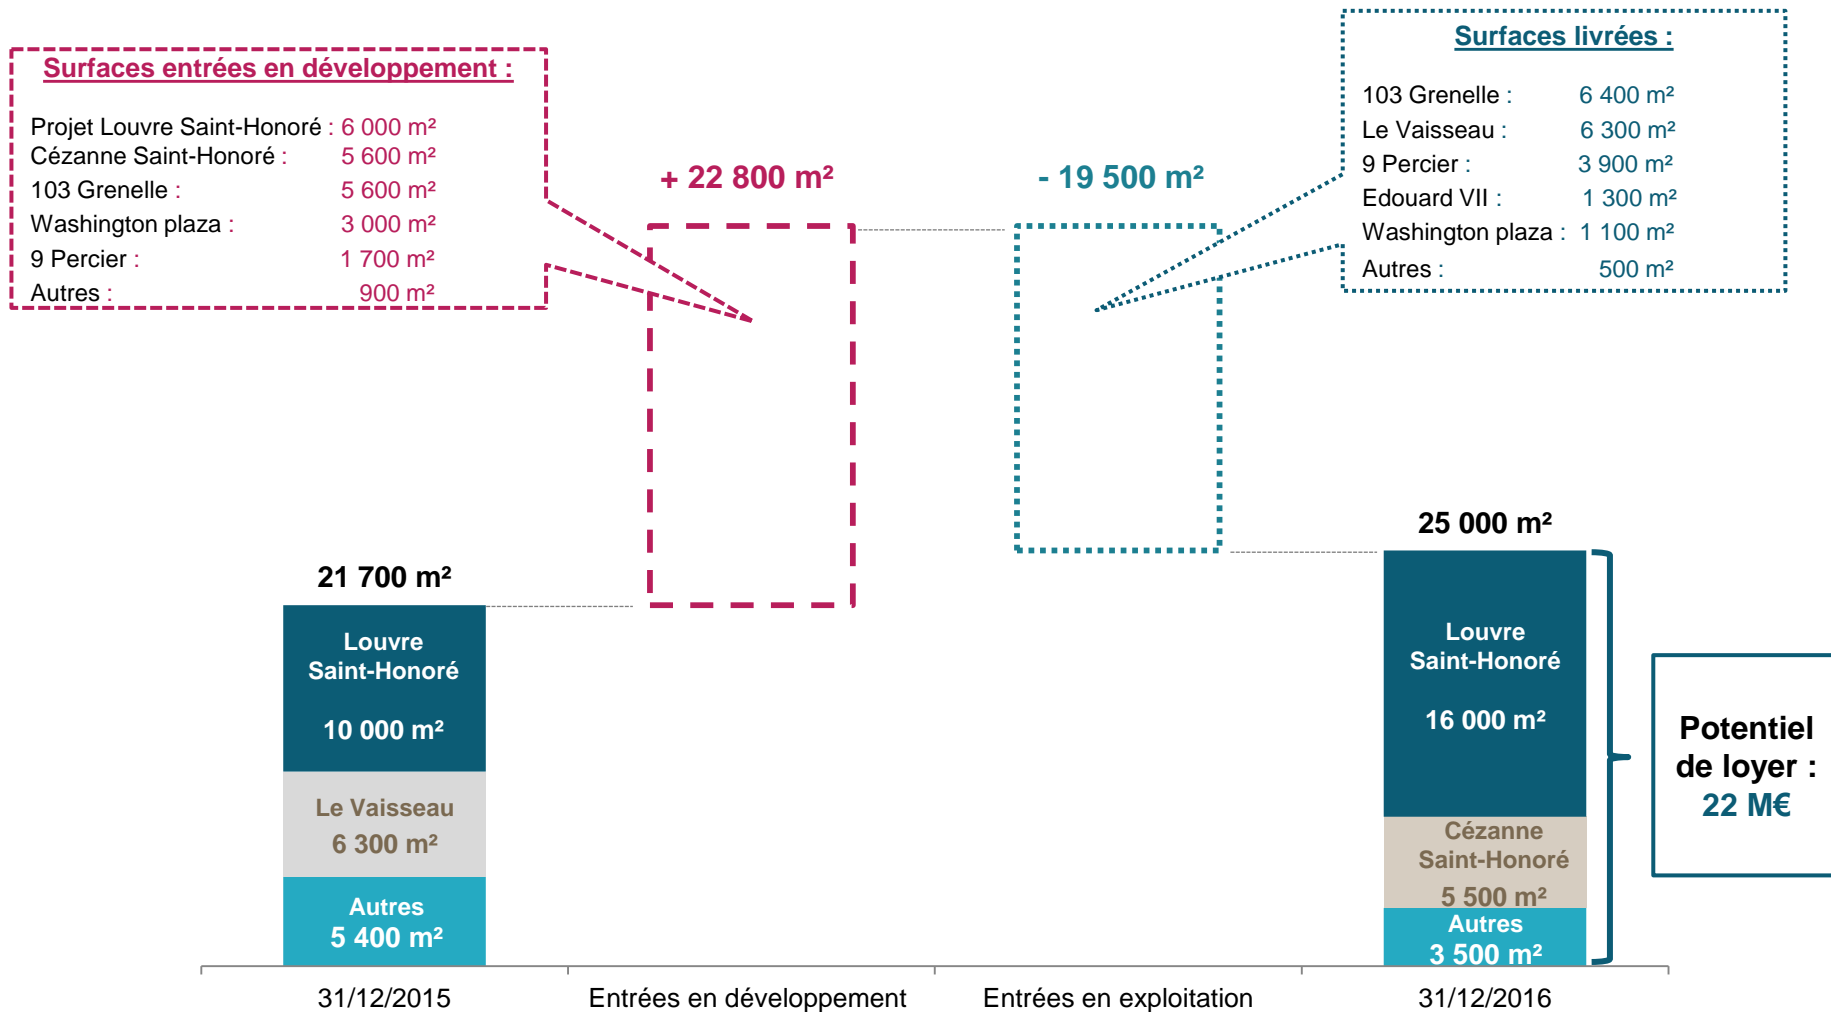 Surfaces entrées en développement :
Projet Louvre Saint-Honoré : 6 000 m²
Cézanne Saint-Honoré : 5 600 m²
103 Grenelle : 5 600 m²
Washington plaza : 3 000 m²
9 Percier : 1 700 m²
Autres : 900 m²
+ 22 800 m²
- 19 500 m²
Surfaces livrées :
103 Grenelle : 6 400 m²
Le Vaisseau : 6 300 m²
9 Percier : 3 900 m²
Edouard VII : 1 300 m²
Washington plaza : 1 100 m²
Autres : 500 m²
21 700 m²
Louvre
Saint-Honoré
10 000 m²
Le Vaisseau
6 300 m²
Autres
5 400 m²
25 000 m²
Louvre
Saint-Honoré
16 000 m²
Cézanne
Saint-Honoré
5 500 m²
Autres
3 500 m²
Potentiel
de loyer :
22 M€
31/12/2015
Entrées en développement
Entrées en exploitation
31/12/2016